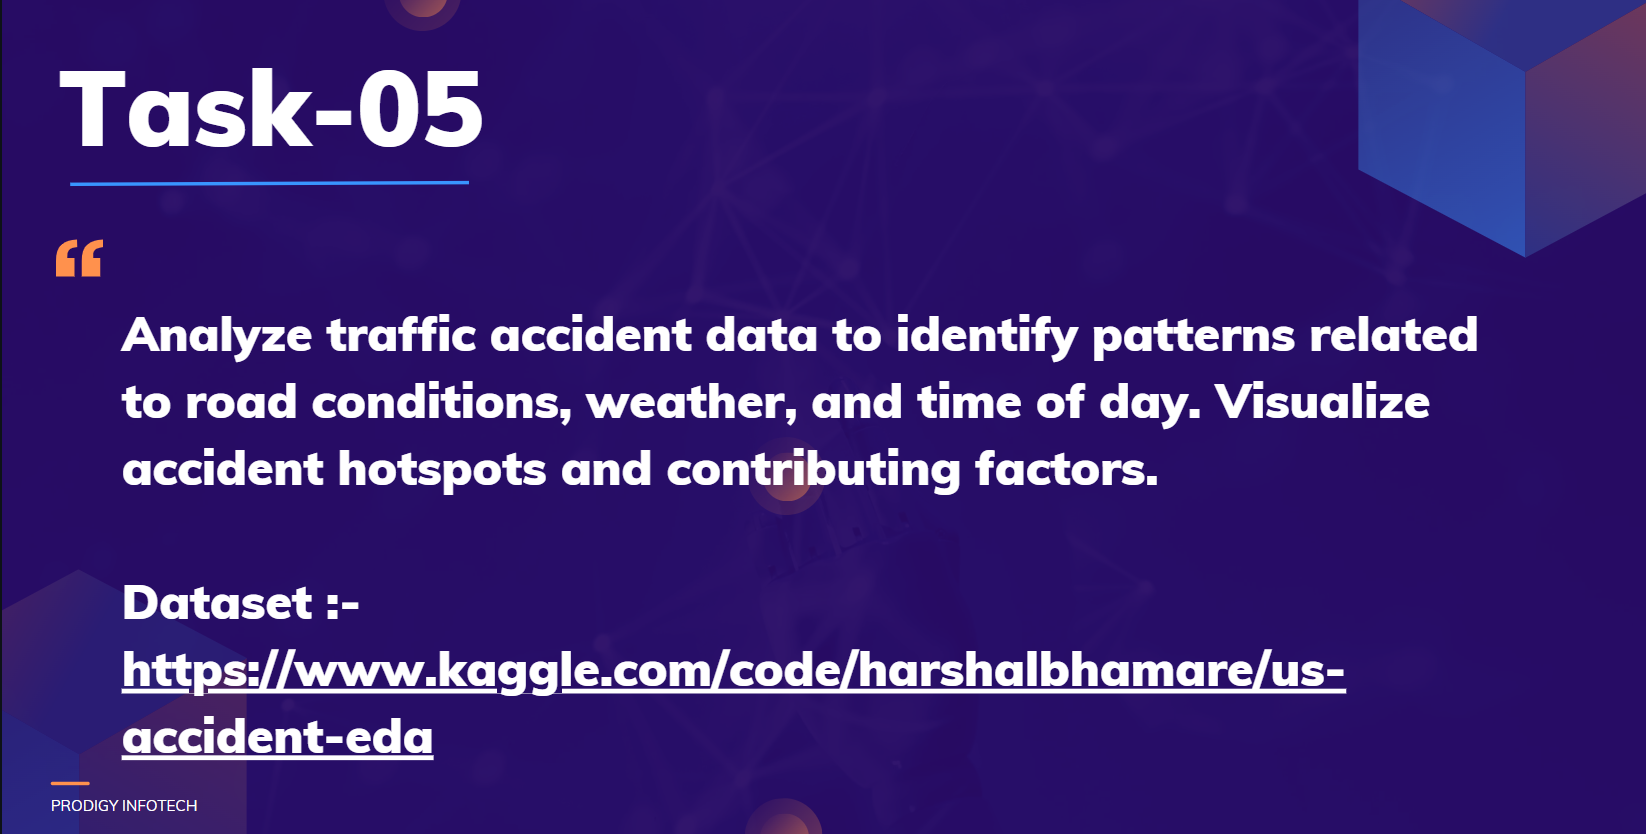 Task-05
“
Analyze traffic accident data to identify patterns related
to road conditions, weather, and time of day. Visualize
accident hotspots and contributing factors.
Dataset :-
https://www.kaggle.com/code/harshalbhamare/us-
accident-eda
PRODIGY INFOTECH